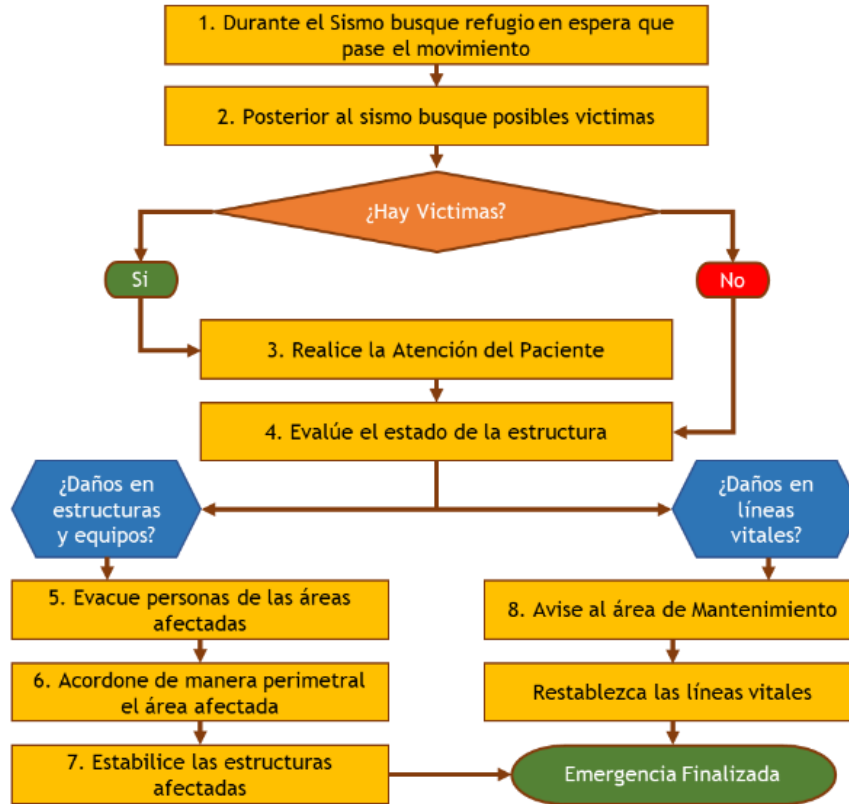 1. Durante el Sismo busque refugio en espera que
pase el movimiento
2. Posterior al sismo busque posibles victimas
¿Hay Victimas?
Si
No
3. Realice la Atención del Paciente
4. Evalúe el estado de la estructura
¿Daños en
estructuras
y equipos?
¿Daños en
líneas
vitales?
5. Evacue personas de las áreas
afectadas
8. Avise al área de Mantenimiento
6. Acordone de manera perimetral
el área afectada
Restablezca las líneas vitales
7. Estabilice las estructuras
afectadas
Emergencia Finalizada